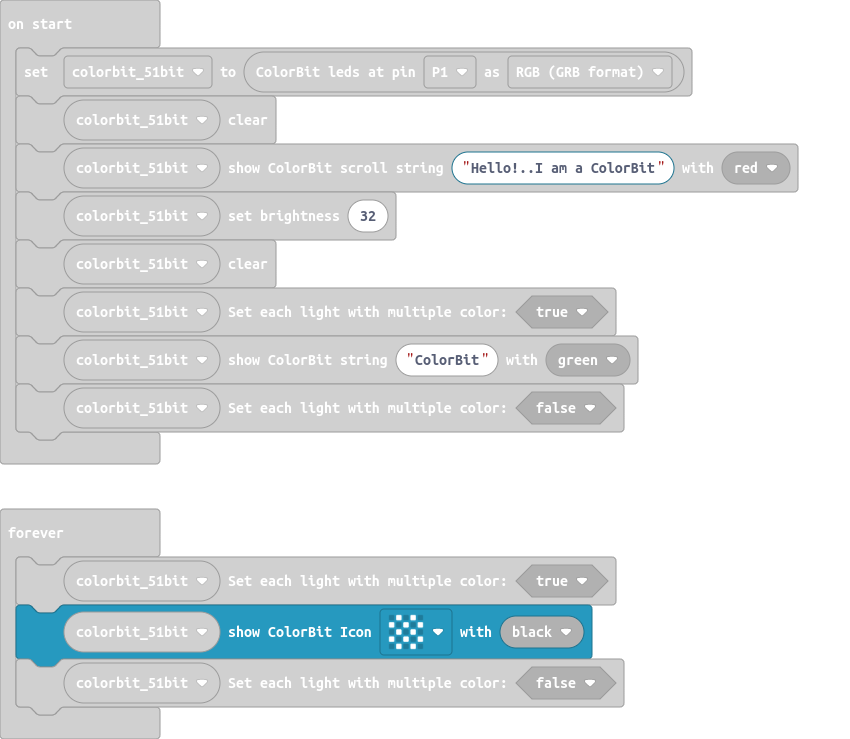 on start
set colorbit_51bit to ColorBit leds at pin P1 as RGB (GRB format)
colorbit_51bit clear
colorbit_51bit show ColorBit scroll string "Hello!..I am a ColorBit" with red
colorbit_51bit set brightness 32
colorbit_51bit clear
colorbit_51bit Set each light with multiple color: true
colorbit_51bit show ColorBit string "ColorBit" with green
colorbit_51bit Set each light with multiple color: false
forever
colorbit_51bit Set each light with multiple color: true
colorbit_51bit show ColorBit Icon with black
colorbit_51bit Set each light with multiple color: false